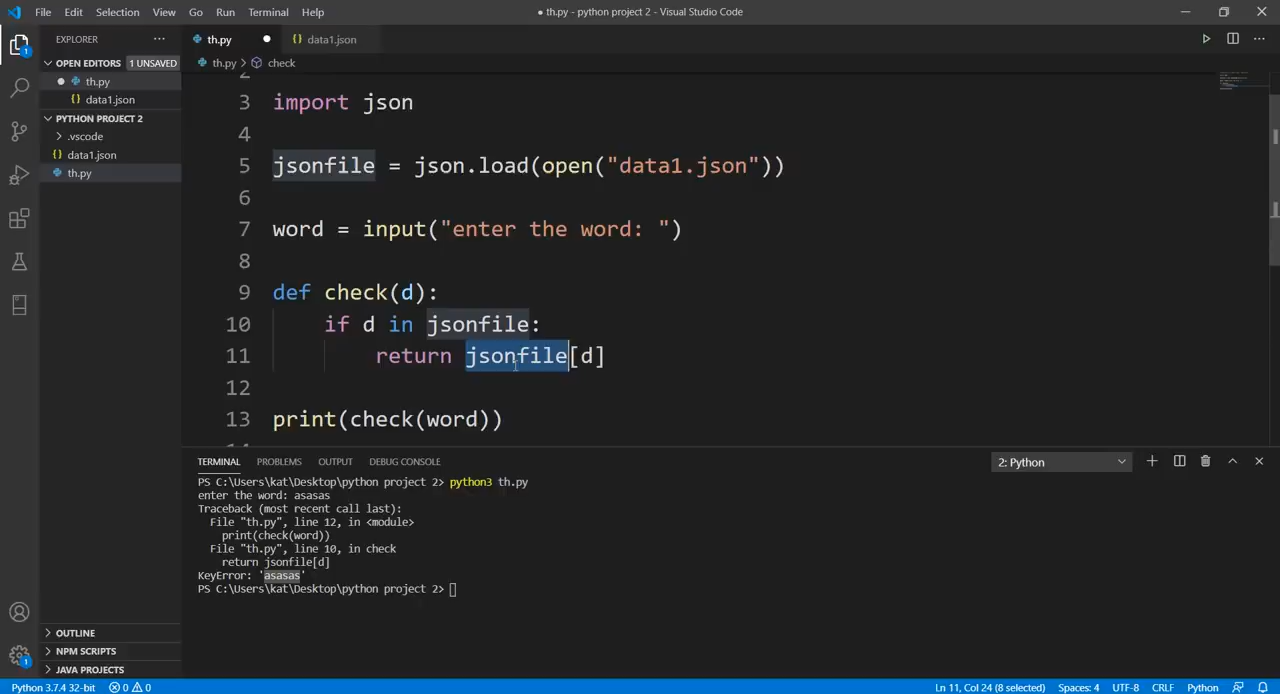 File Edit Selection View Go Run Terminal Help
● th.py - python project 2 - Visual Studio Code
EXPLORER
OPEN EDITORS 1 UNSAVED
th.py
data1.json
PYTHON PROJECT 2
.vscode
data1.json
th.py
OUTLINE
NPM SCRIPTS
JAVA PROJECTS
1
1
th.py data1.json
th.py > check
2
3 import json
4
5 jsonfile = json.load(open("data1.json"))
6
7 word = input("enter the word: ")
8
9 def check(d):
10 if d in jsonfile:
11 return jsonfile[d]
12
13 print(check(word))
14
TERMINAL PROBLEMS OUTPUT DEBUG CONSOLE
2: Python
PS C:\Users\kat\Desktop\python project 2> python3 th.py
enter the word: asasas
Traceback (most recent call last):
File "th.py", line 12, in <module>
print(check(word))
File "th.py", line 10, in check
return jsonfile[d]
KeyError: 'asasas'
PS C:\Users\kat\Desktop\python project 2>
Python 3.7.4 32-bit 0 0
Ln 11, Col 24 (8 selected) Spaces: 4 UTF-8 CRLF Python